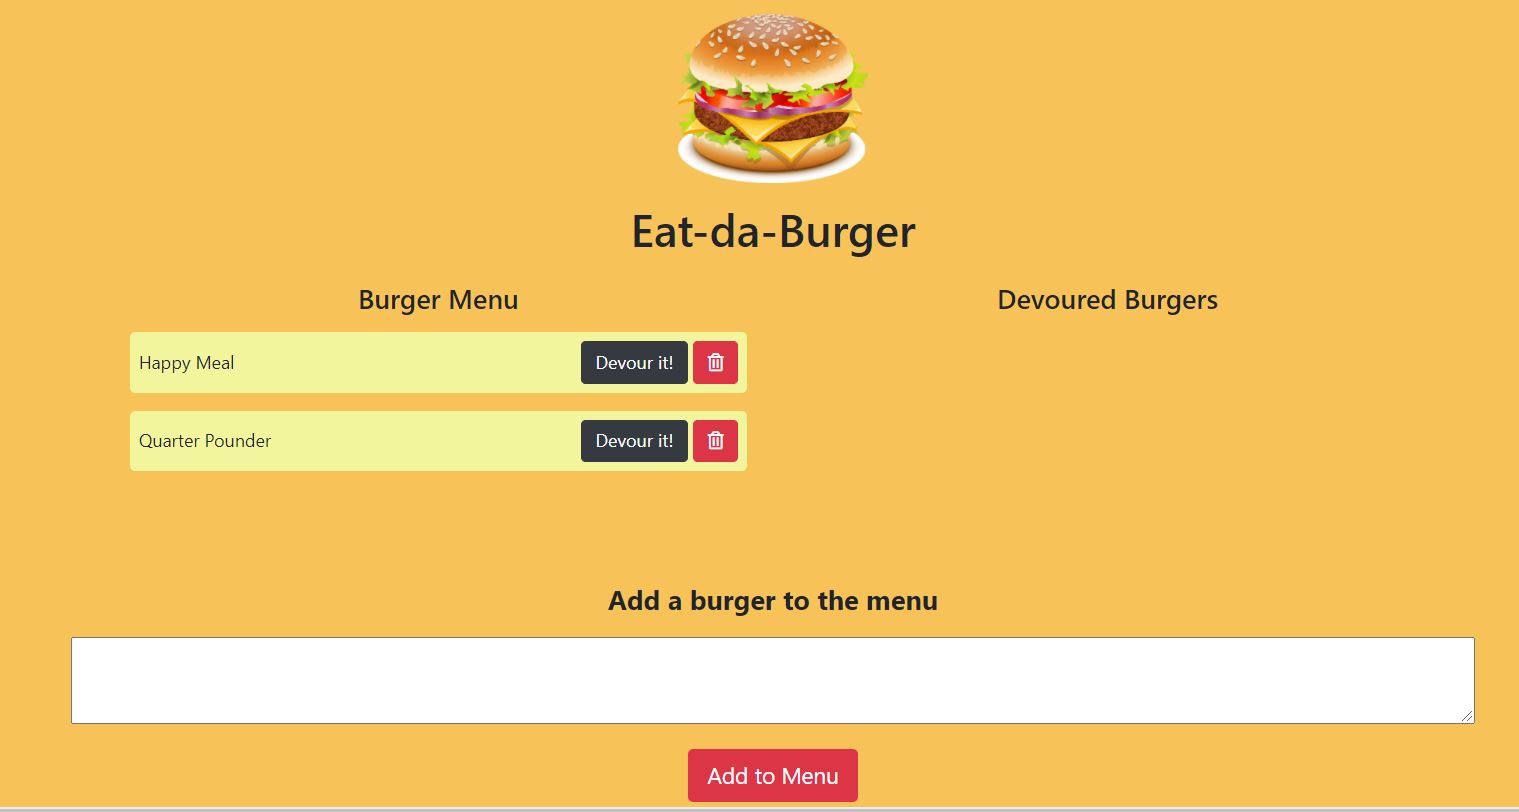 Eat-da-Burger
Burger Menu
Devoured Burgers
Happy Meal
Devour it!
Quarter Pounder
Devour it!
Add a burger to the menu
Add to Menu